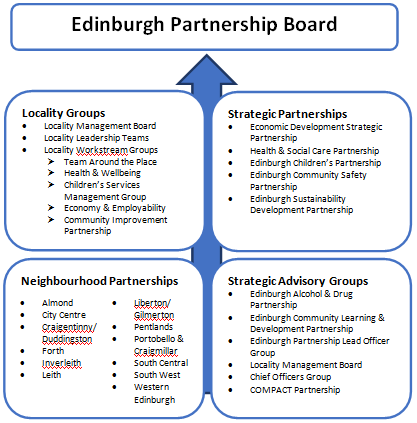 Edinburgh Partnership Board
Locality Groups
• Locality Management Board
• Locality Leadership Teams
• Locality Workstream Groups
➢ Team Around the Place
➢ Health & Wellbeing
➢ Children's Services
Management Group
➢ Economy & Employability
➢ Community Improvement
Partnership
Strategic Partnerships
• Economic Development Strategic
Partnership
• Health & Social Care Partnership
• Edinburgh Children's Partnership
• Edinburgh Community Safety
Partnership
• Edinburgh Sustainability
Development Partnership
Neighbourhood Partnerships
• Almond
• City Centre
• Craigentinny/
Duddingston
• Forth
• Inverleith
• Leith
• Liberton/
Gilmerton
• Pentlands
• Portobello &
Craigmillar
• South Central
• South West
• Western
Edinburgh
Strategic Advisory Groups
• Edinburgh Alcohol & Drug
Partnership
• Edinburgh Community Learning &
Development Partnership
• Edinburgh Partnership Lead Officer
Group
• Locality Management Board
• Chief Officers Group
• COMPACT Partnership